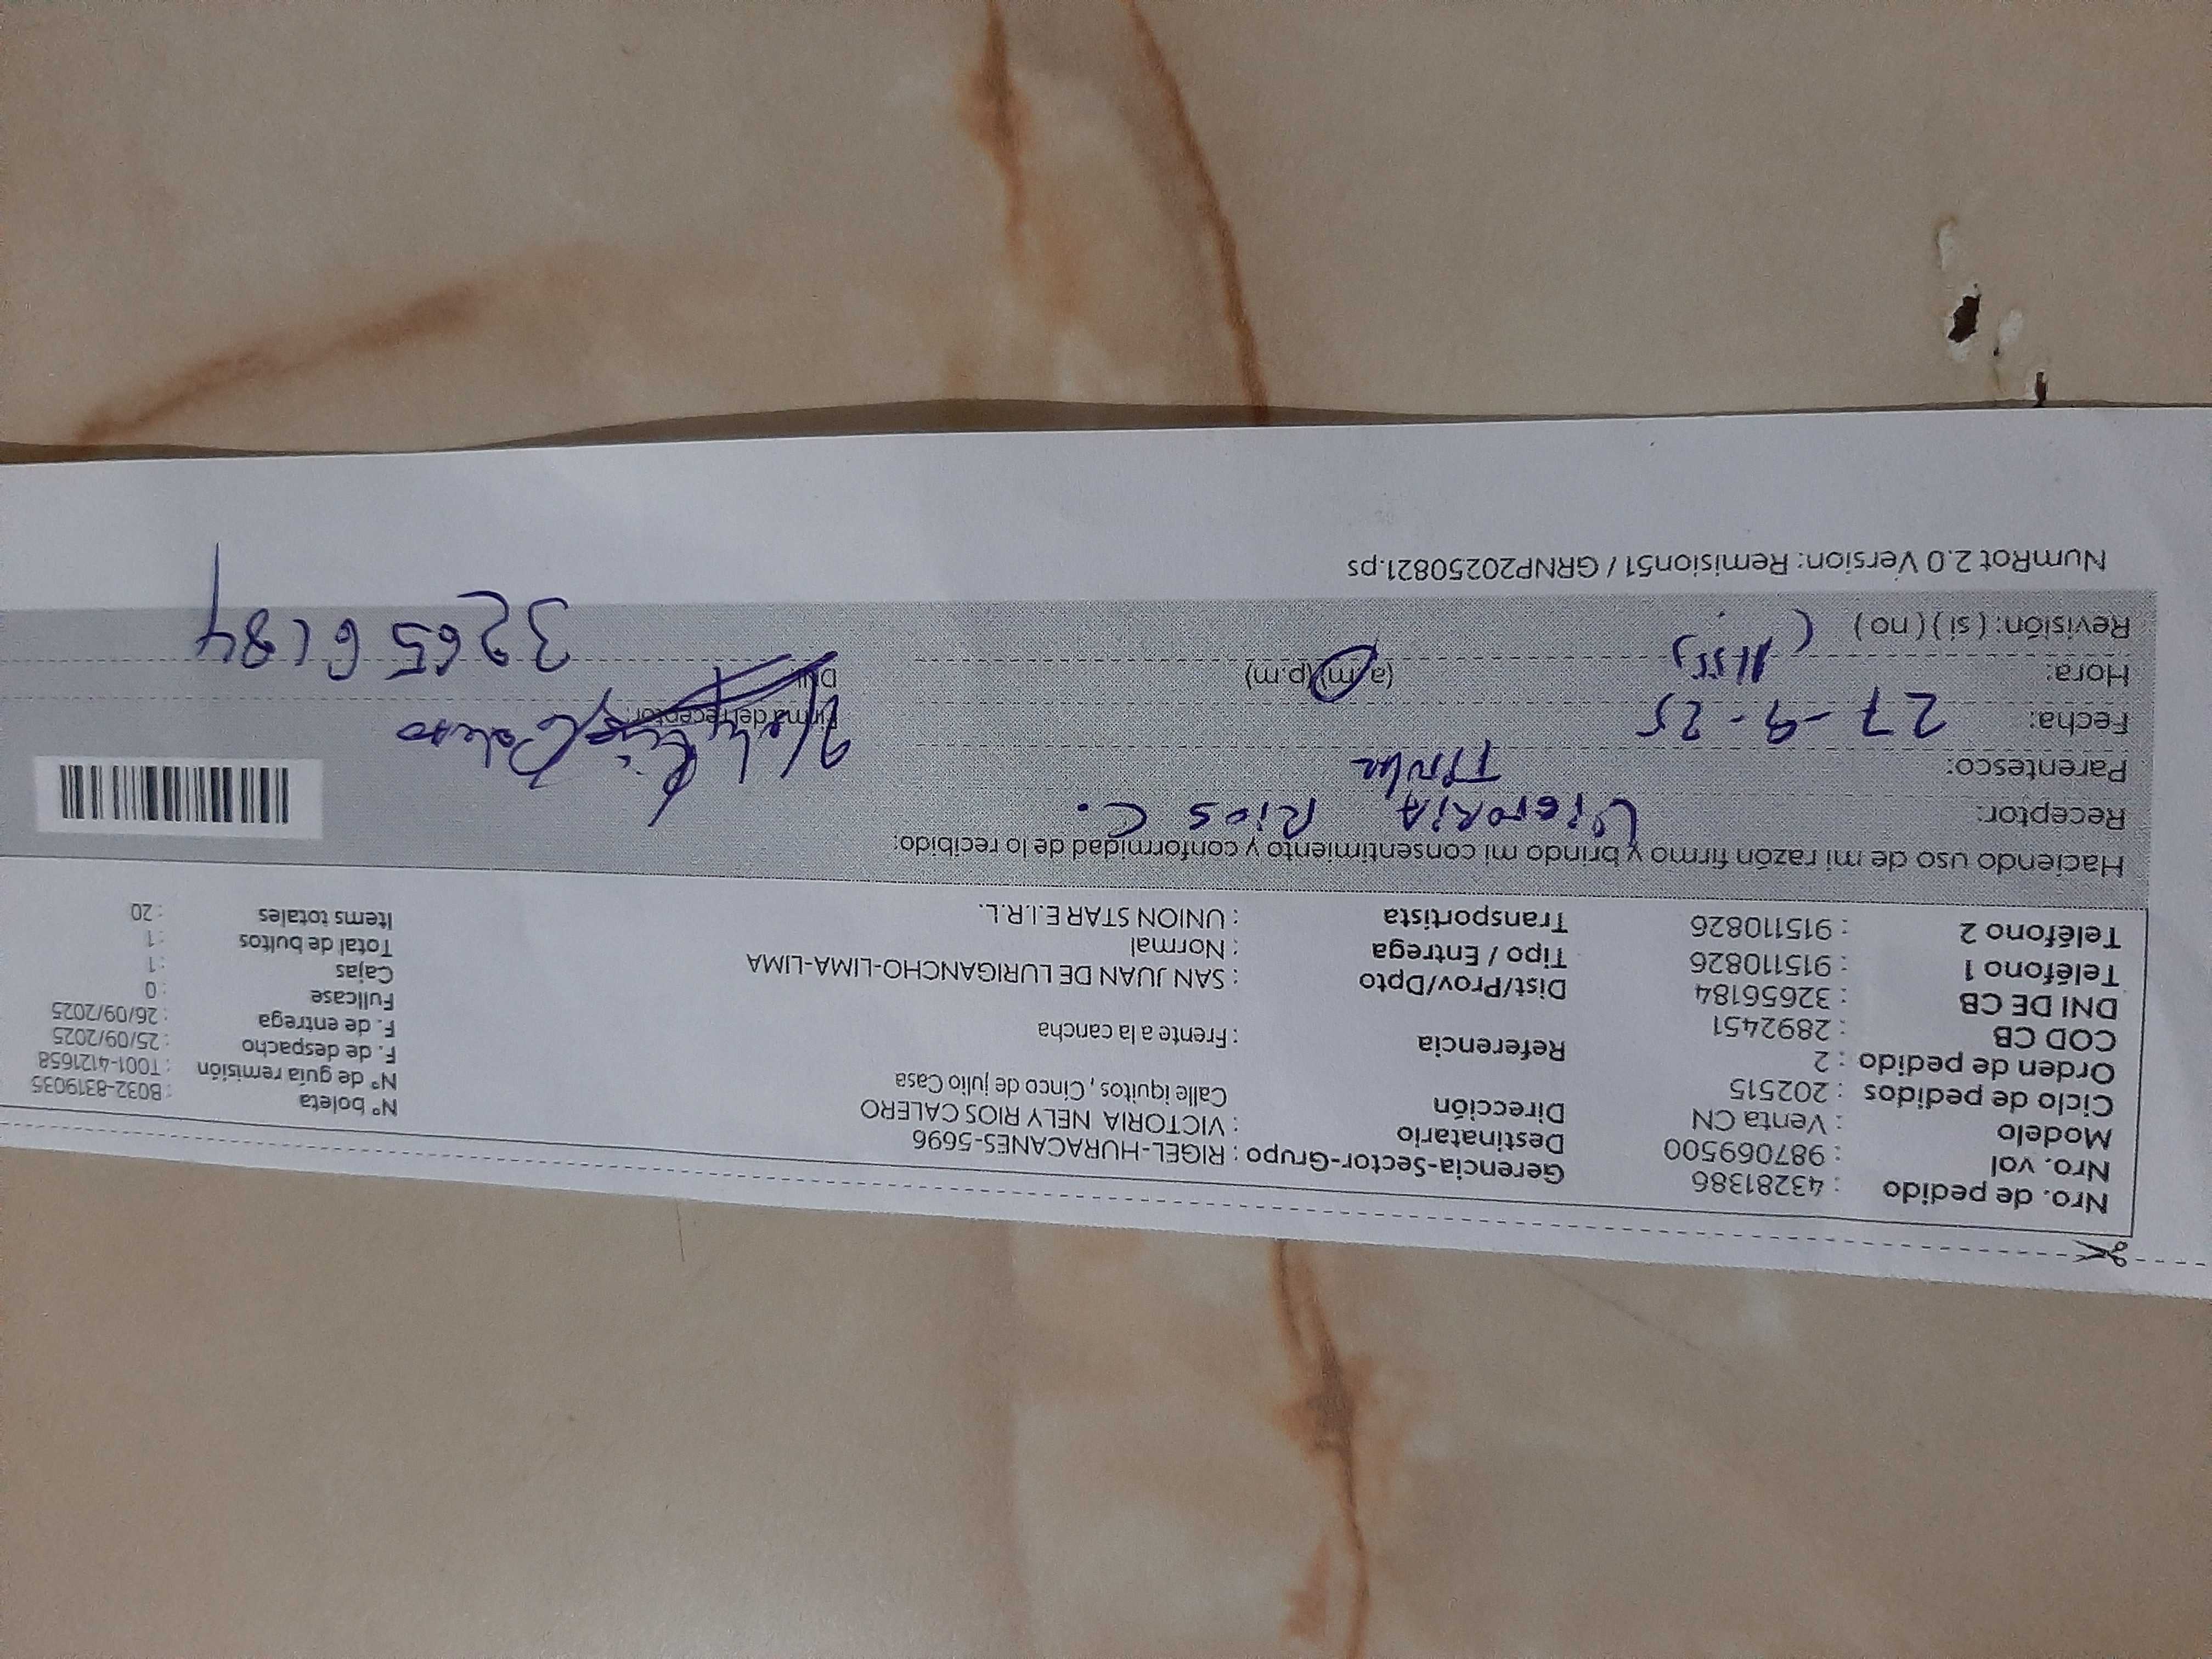 Nro. de pedido : 43281386 Gerencia-Sector-Grupo : RIGEL-HURACANES-5696 N° boleta : B032-8319035
Nro. val : 987069500 Destinatario : VICTORIA NELY RIOS CALERO N° de guía remisión : T001-4121658
Modelo : Venta CN Dirección Calle iquitos, Cinco de julio Casa F. de despacho : 25/09/2025
Ciclo de pedidos : 202515 F. de entrega : 26/09/2025
Orden de pedido : 2 Referencia : Frente a la cancha Fullcase : 0
COD CB : 2892451 Cajas : 1
DNI DE CB : 32656184 Dist/Prov/Dpto : SAN JUAN DE LURIGANCHO-LIMA-LIMA Total de bultos : 1
Teléfono 1 : 915110826 Tipo / Entrega : Normal Items totales : 20
Teléfono 2 : 915110826 Transportista : UNION STAR E.I.R.L.
Haciendo uso de mi razón firmo y brindo mi consentimiento y conformidad de lo recibido:
Receptor: VICTORIA RIOS C.
Parentesco:
Fecha: 27-9-25 Firma del receptor:
Hora: (a.m) (p.m) DNI: 32656184
Revisión: ( si ) ( no )
NumRot 2.0 Version: Remision51 / GRNP20250821.ps